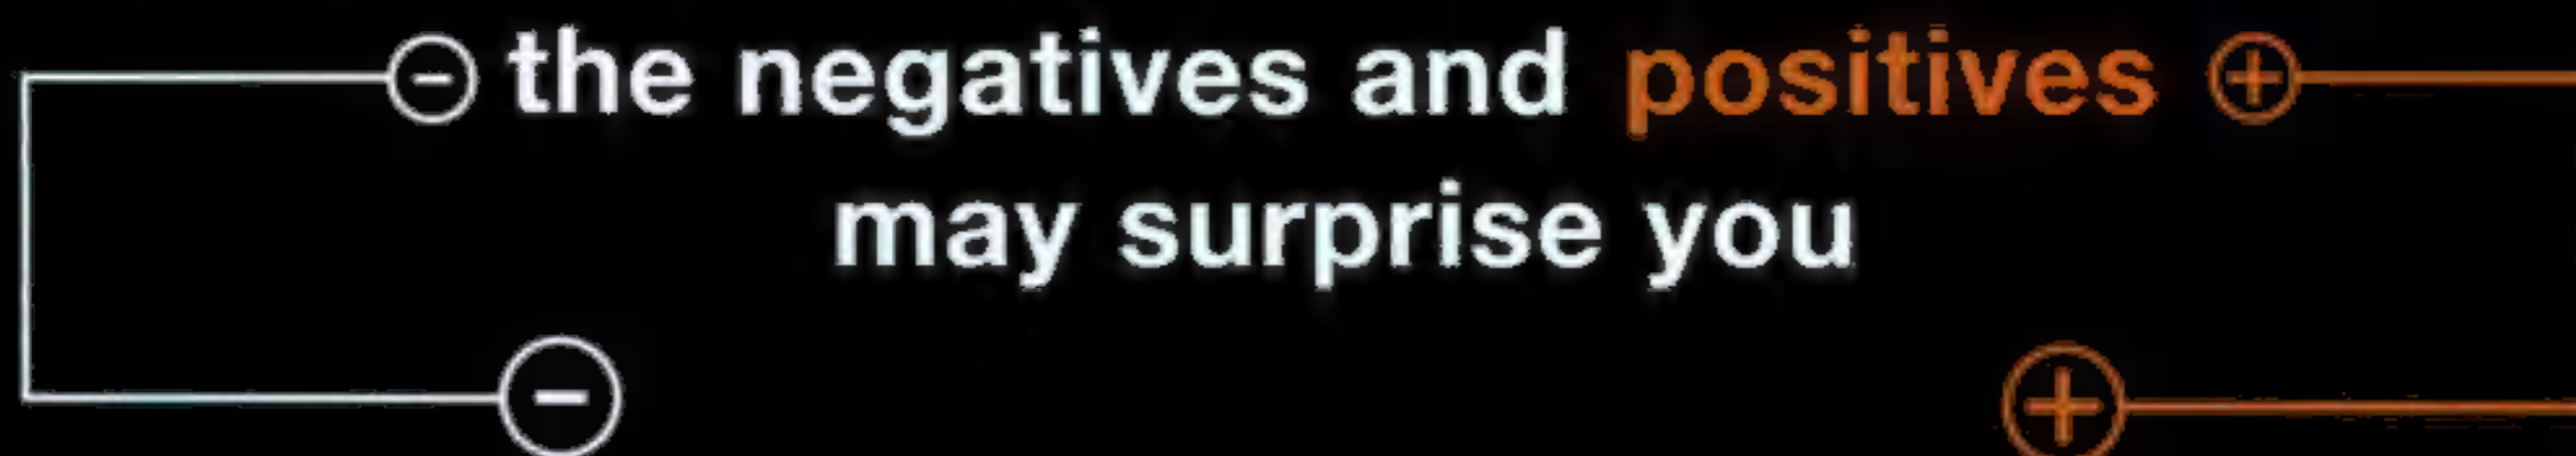 the negatives and positives
may surprise you